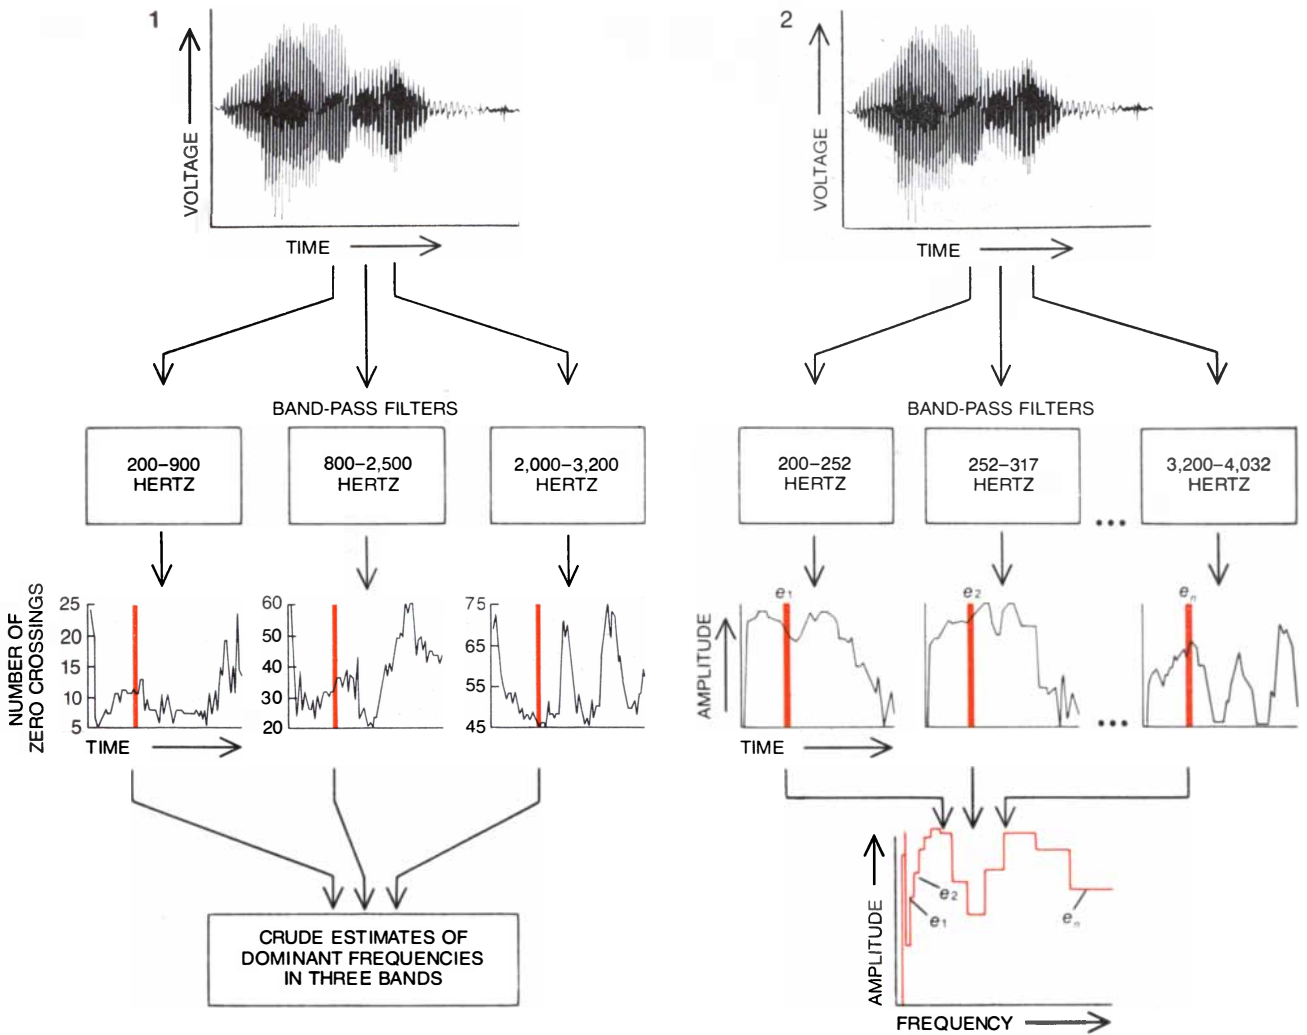 1
VOLTAGE
TIME
BAND-PASS FILTERS
200–900
HERTZ
800–2,500
HERTZ
2,000–3,200
HERTZ
NUMBER OF
ZERO CROSSINGS
25
20
15
10
5
60
50
40
30
20
75
65
55
45
TIME
CRUDE ESTIMATES OF
DOMINANT FREQUENCIES
IN THREE BANDS
2
VOLTAGE
TIME
BAND-PASS FILTERS
200–252
HERTZ
252–317
HERTZ
•••
3,200–4,032
HERTZ
AMPLITUDE
e1
e2
en
•••
TIME
AMPLITUDE
e1
e2
en
FREQUENCY